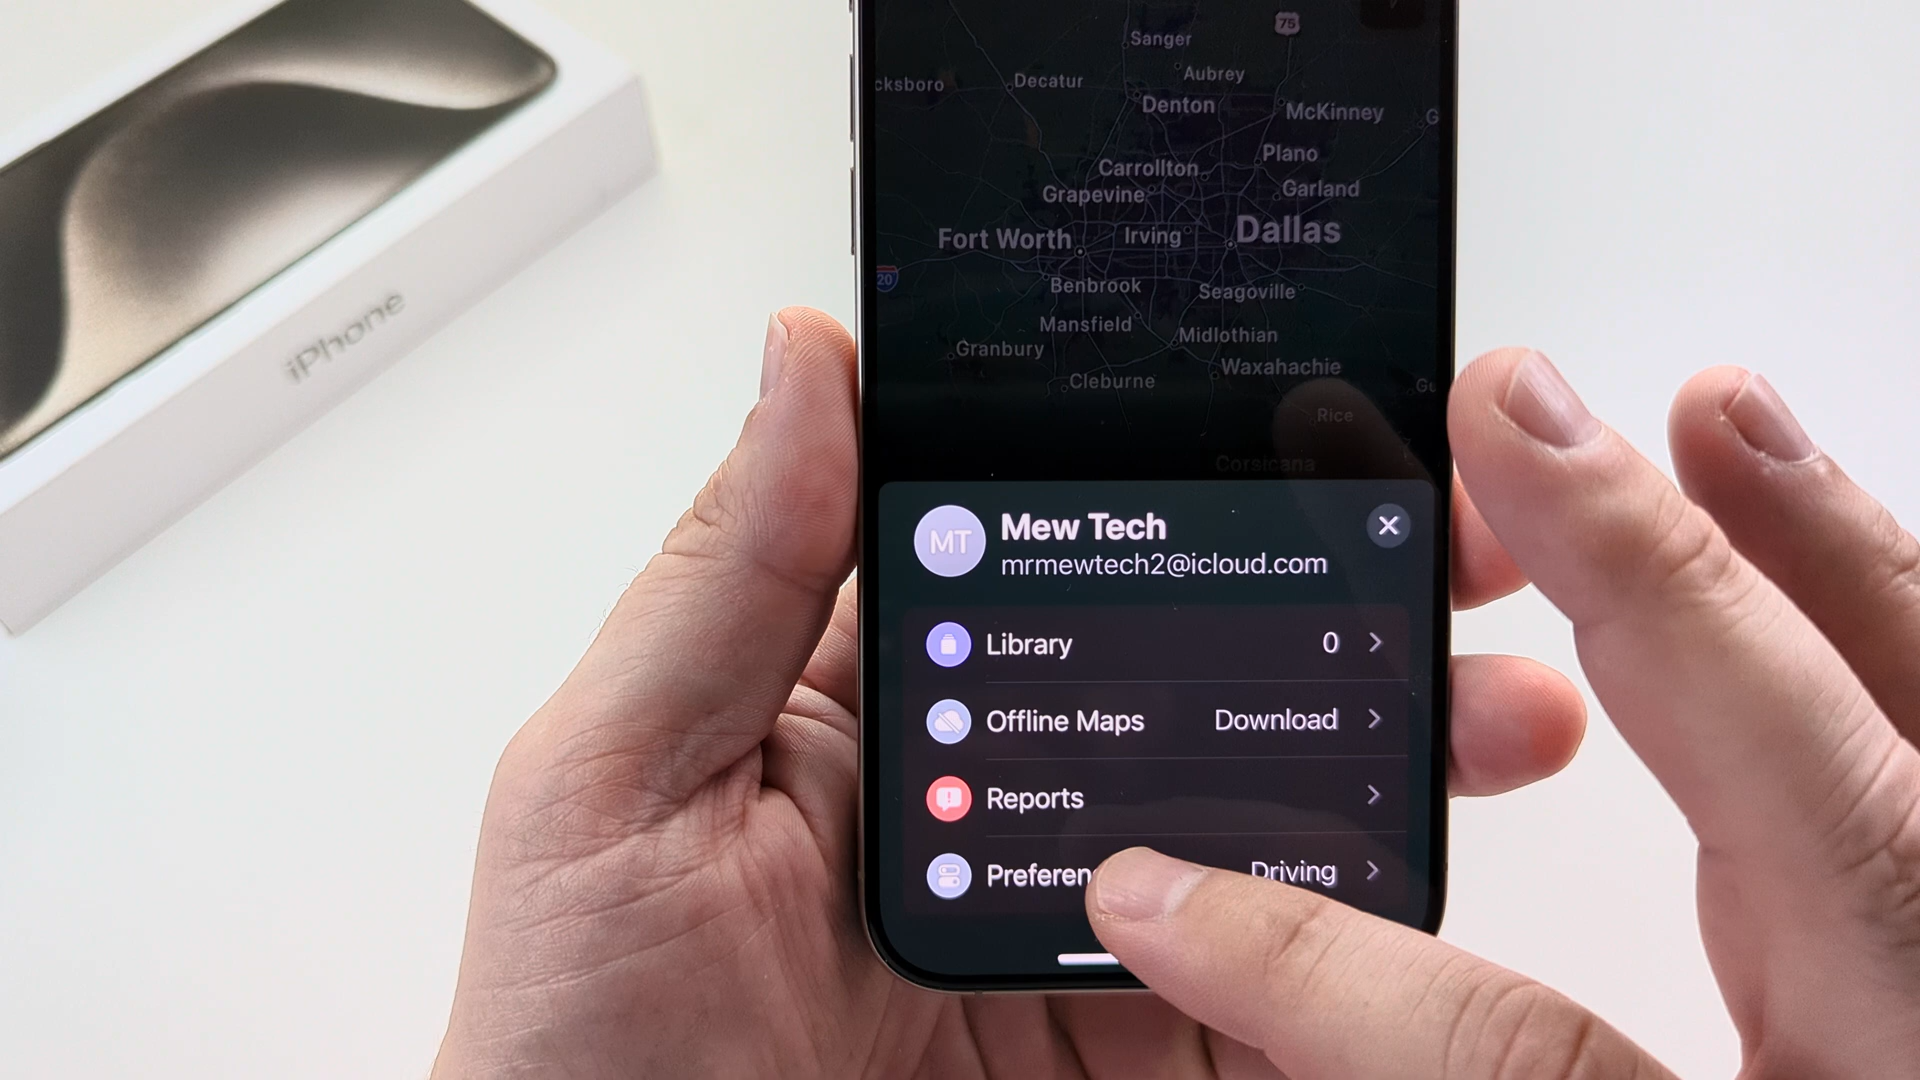 iPhone
75
Sanger
Aubrey
cksboro
Decatur
Denton
McKinney
G
Plano
Carrollton
Grapevine
Garland
Fort Worth
Irving
Dallas
20
Benbrook
Seagoville
Mansfield
Midlothian
Granbury
Waxahachie
Cleburne
Gu
Rice
Corsicana
MT
Mew Tech
mrmewtech2@icloud.com
Library 0
Offline Maps Download
Reports
Preferen Driving